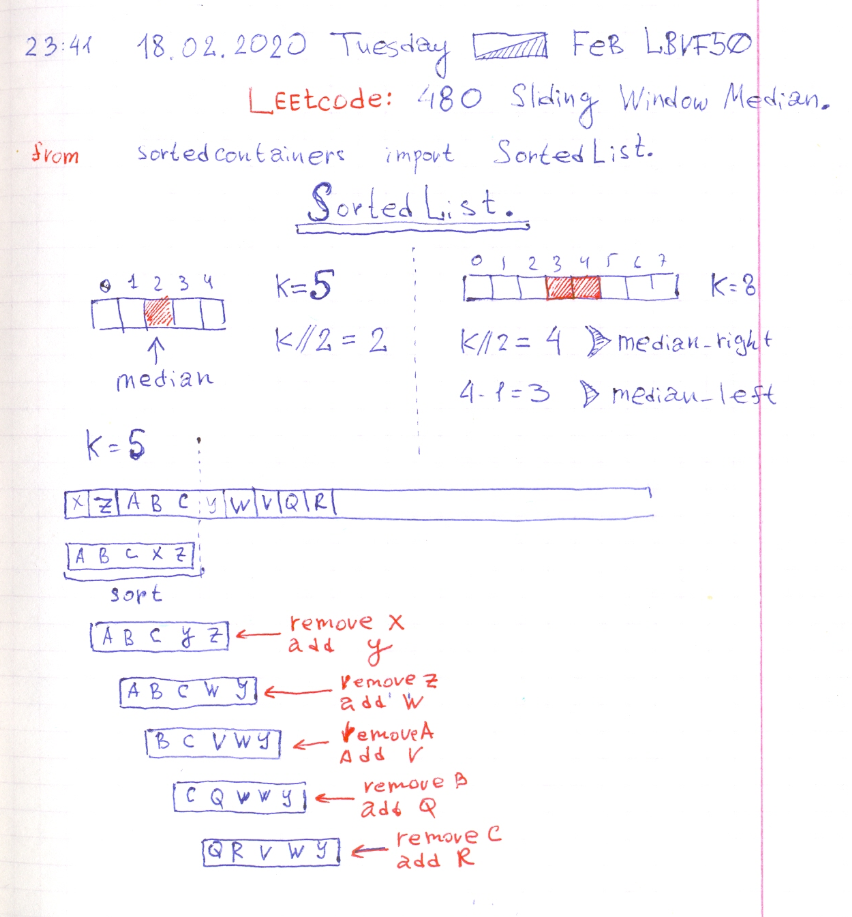 23:41 18.02.2020 Tuesday FeB LBVF50
LEEtcode: 480 Sliding Window Median.
from sortedcontainers import SortedList.
SortedList.
0 1 2 3 4
K=5
K//2 = 2
median
0 1 2 3 4 5 6 7
K=8
K//2 = 4 median_right
4-1=3 median_left
K=5
X Z A B C y W V Q R
A B C X Z
sort
A B C y Z
remove X
add y
A B C W y
remove Z
add W
B C V W y
remove A
Add V
C Q V W y
remove B
add Q
Q R V W y
remove C
add R